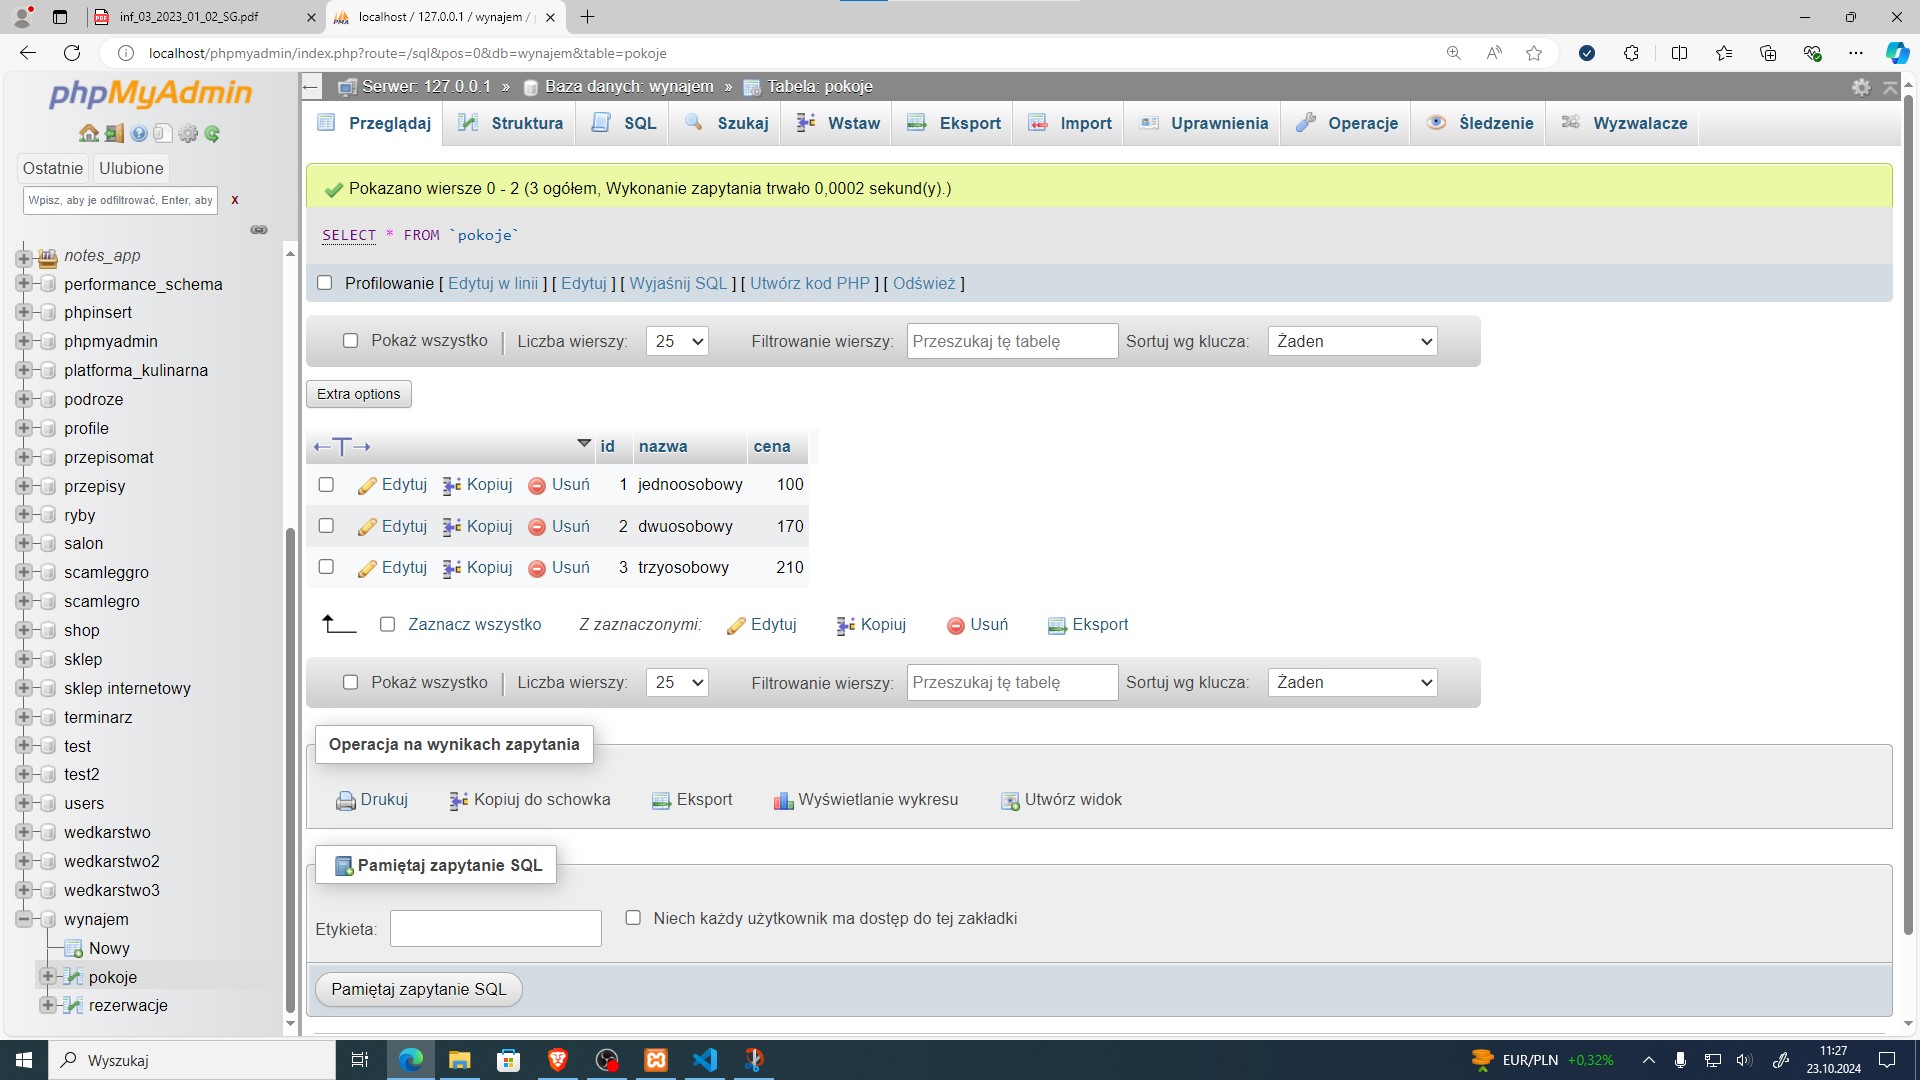 inf_03_2023_01_02_SG.pdf
localhost / 127.0.0.1 / wynajem /
localhost/phpmyadmin/index.php?route=/sql&pos=0&db=wynajem&table=pokoje
phpMyAdmin
Ostatnie Ulubione
Wpisz, aby je odfiltrować, Enter, aby X
notes_app
performance_schema
phpinsert
phpmyadmin
platforma_kulinarna
podroze
profile
przepisomat
przepisy
ryby
salon
scamleggro
scamlegro
shop
sklep
sklep internetowy
terminarz
test
test2
users
wedkarstwo
wedkarstwo2
wedkarstwo3
wynajem
Nowy
pokoje
rezerwacje
Serwer: 127.0.0.1 » Baza danych: wynajem » Tabela: pokoje
Przeglądaj Struktura SQL Szukaj Wstaw Eksport Import Uprawnienia Operacje Śledzenie Wyzwalacze
Pokazano wiersze 0 - 2 (3 ogółem, Wykonanie zapytania trwało 0,0002 sekund(y).)
SELECT * FROM `pokoje`
Profilowanie [ Edytuj w linii ] [ Edytuj ] [ Wyjaśnij SQL ] [ Utwórz kod PHP ] [ Odśwież ]
Pokaż wszystko | Liczba wierszy: 25 Filtrowanie wierszy: Przeszukaj tę tabelę Sortuj wg klucza: Żaden
Extra options
←T→ id nazwa cena
Edytuj Kopiuj Usuń 1 jednoosobowy 100
Edytuj Kopiuj Usuń 2 dwuosobowy 170
Edytuj Kopiuj Usuń 3 trzyosobowy 210
Zaznacz wszystko Z zaznaczonymi: Edytuj Kopiuj Usuń Eksport
Pokaż wszystko | Liczba wierszy: 25 Filtrowanie wierszy: Przeszukaj tę tabelę Sortuj wg klucza: Żaden
Operacja na wynikach zapytania
Drukuj Kopiuj do schowka Eksport Wyświetlanie wykresu Utwórz widok
Pamiętaj zapytanie SQL
Etykieta: Niech każdy użytkownik ma dostęp do tej zakładki
Pamiętaj zapytanie SQL
Wyszukaj
EUR/PLN +0,32%
11:27
23.10.2024